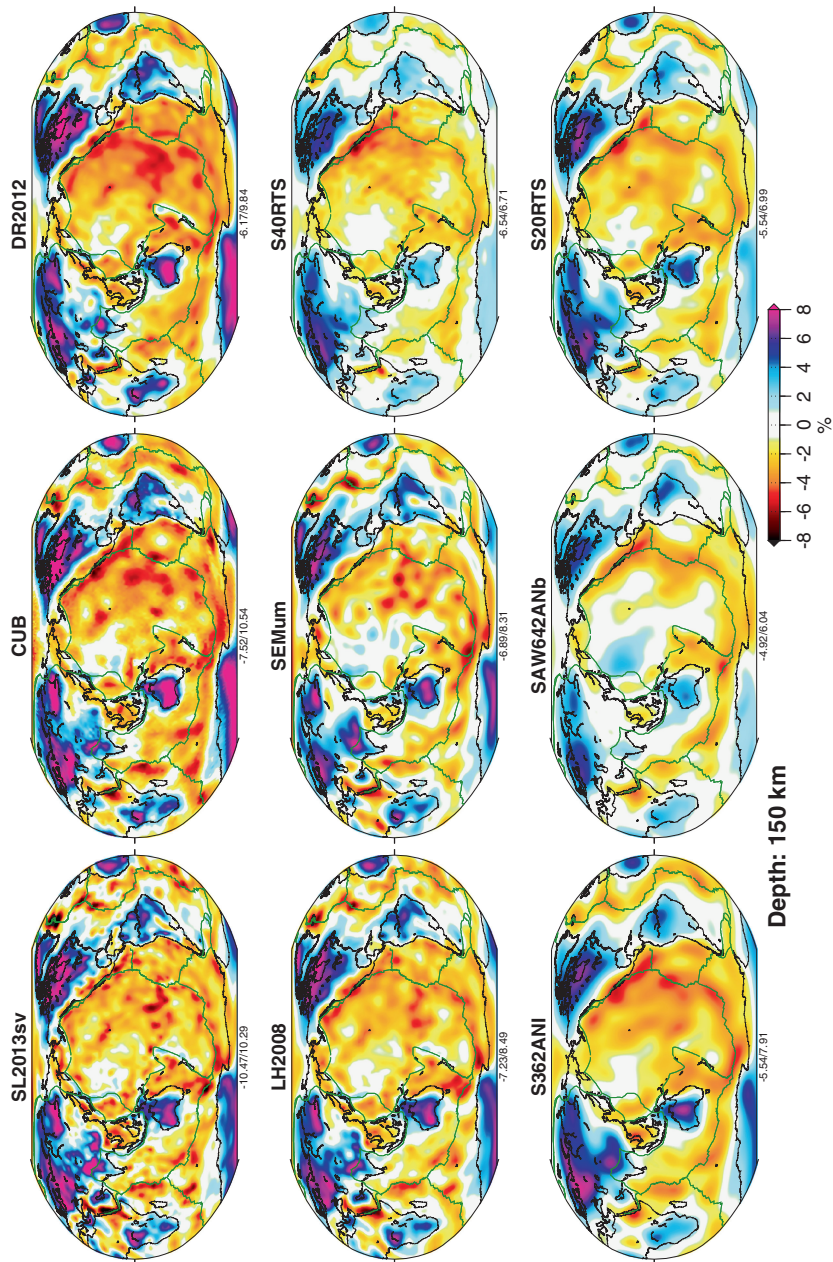 SL2013sv
-10.47/10.29
CUB
-7.52/10.54
DR2012
-6.17/9.84
LH2008
-7.23/8.49
SEMum
-6.89/8.31
S40RTS
-6.54/6.71
S362ANI
-5.54/7.91
SAW642ANb
-4.92/6.04
S20RTS
-5.54/6.99
Depth: 150 km
-8 -6 -4 -2 0 2 4 6 8
%